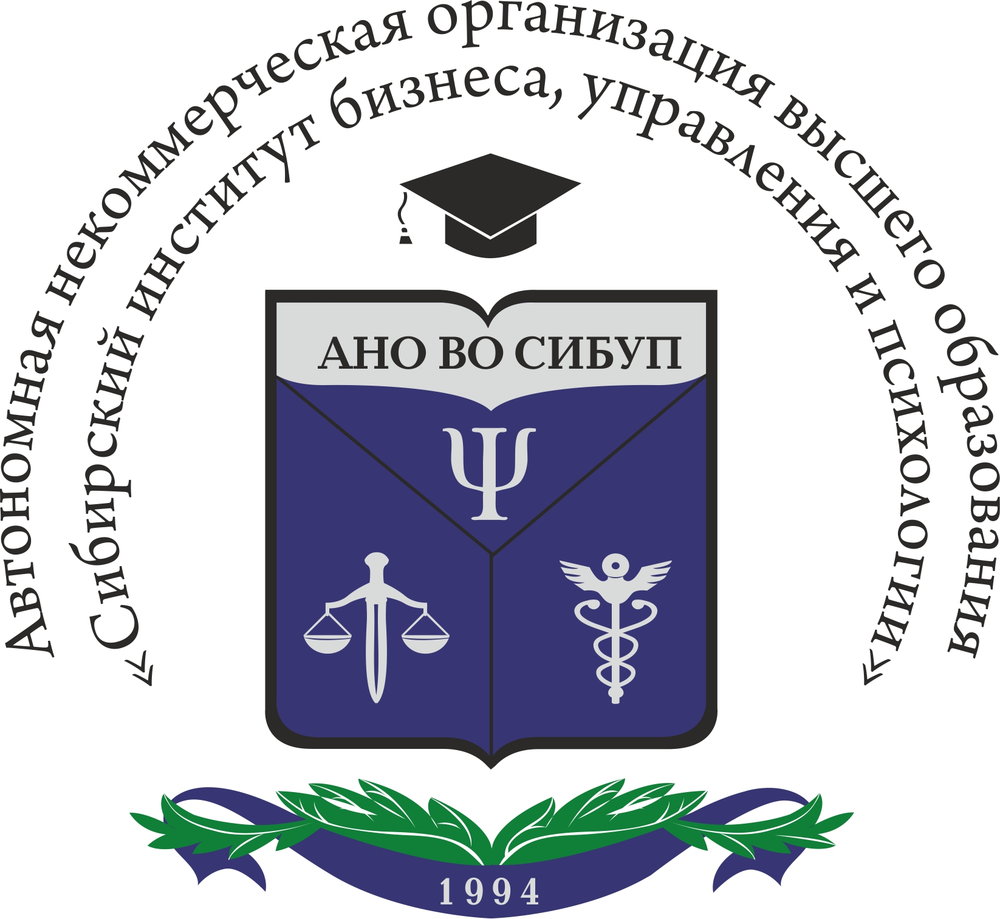 Автономная некоммерческая организация высшего образования
«Сибирский институт бизнеса, управления и психологии»
АНО ВО СИБУП
Ψ
1994